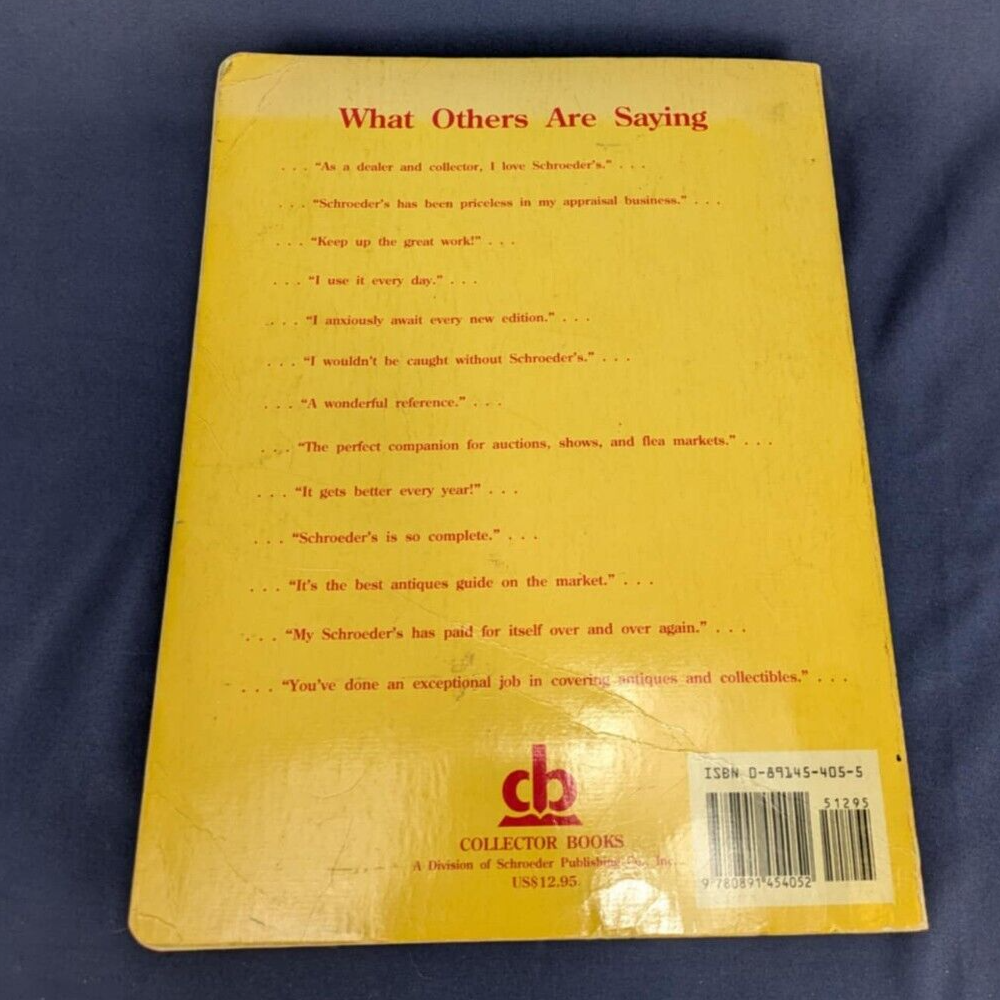 What Others Are Saying
. . . “As a dealer and collector, I love Schroeder's.” . . .
. . . “Schroeder's has been priceless in my appraisal business.” . . .
. . . “Keep up the great work!” . . .
. . . “I use it every day.” . . .
. . . “I anxiously await every new edition.” . . .
. . . “I wouldn't be caught without Schroeder's.” . . .
. . . “A wonderful reference.” . . .
. . . “The perfect companion for auctions, shows, and flea markets.” . . .
. . . “It gets better every year!” . . .
. . . “Schroeder's is so complete.” . . .
. . . “It's the best antiques guide on the market.” . . .
. . . “My Schroeder's has paid for itself over and over again.” . . .
. . . “You've done an exceptional job in covering antiques and collectibles.” . . .
cb
COLLECTOR BOOKS
A Division of Schroeder Publishing Co., Inc.
US$12.95
ISBN 0-89145-405-5
51295
9 780891 454052